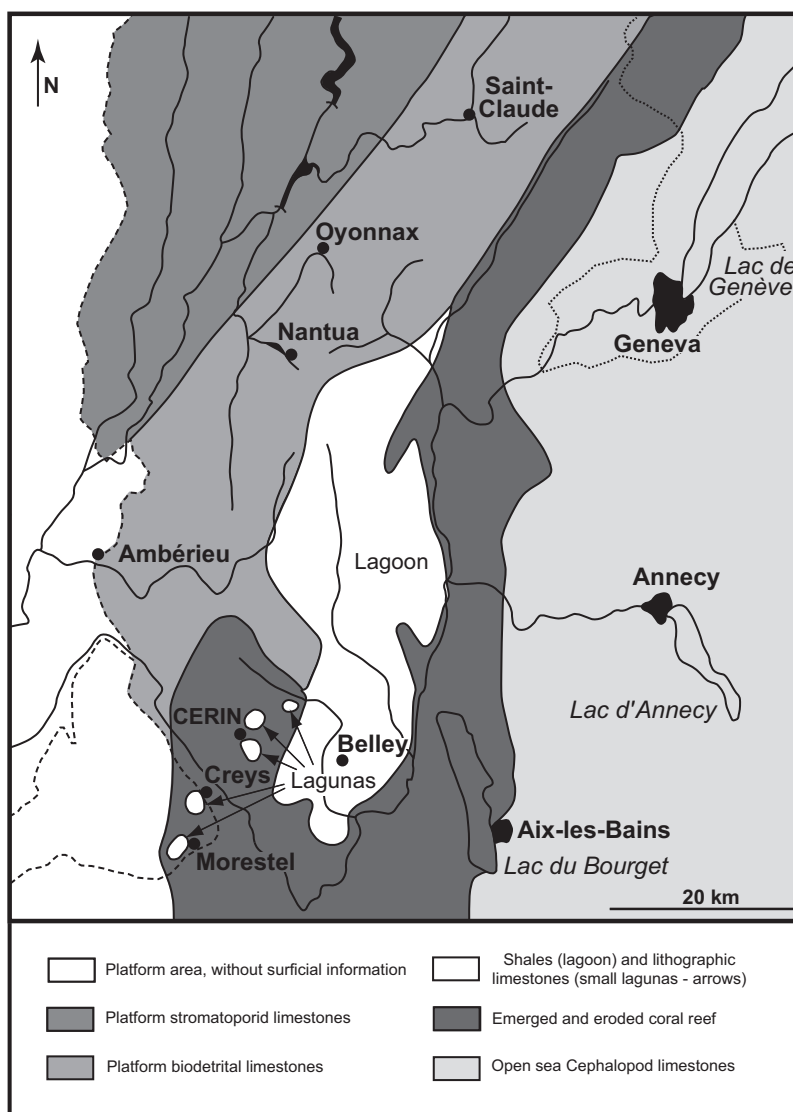 N
Saint-
Claude
Oyonnax
Lac de
Genève
Nantua
Geneva
Ambérieu
Lagoon
Annecy
Lac d'Annecy
CERIN
Belley
Creys
Lagunas
Aix-les-Bains
Morestel
Lac du Bourget
20 km
Platform area, without surficial information
Shales (lagoon) and lithographic
limestones (small lagunas - arrows)
Platform stromatoporid limestones
Emerged and eroded coral reef
Platform biodetrital limestones
Open sea Cephalopod limestones